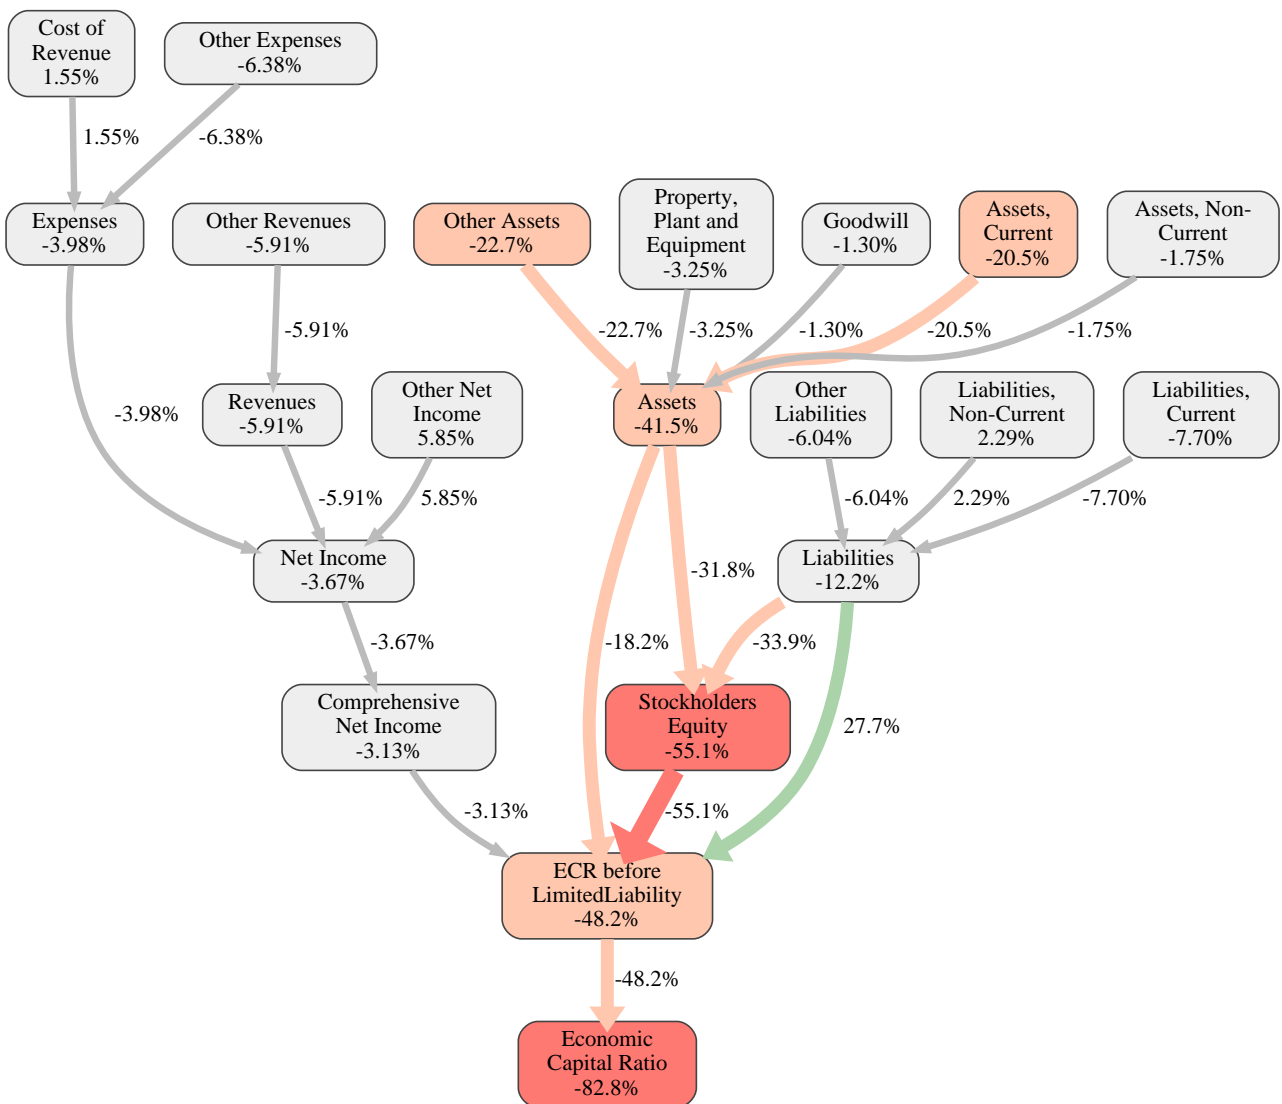 Cost of
Revenue
1.55%
Other Expenses
-6.38%
1.55%
-6.38%
Expenses
-3.98%
Other Revenues
-5.91%
Other Assets
-22.7%
Property,
Plant and
Equipment
-3.25%
Goodwill
-1.30%
Assets,
Current
-20.5%
Assets, Non-
Current
-1.75%
-5.91%
-22.7%
-3.25%
-1.30%
-20.5%
-1.75%
-3.98%
Revenues
-5.91%
Other Net
Income
5.85%
Assets
-41.5%
Other
Liabilities
-6.04%
Liabilities,
Non-Current
2.29%
Liabilities,
Current
-7.70%
-5.91%
5.85%
-6.04%
2.29%
-7.70%
Net Income
-3.67%
-31.8%
Liabilities
-12.2%
-3.67%
-18.2%
-33.9%
Comprehensive
Net Income
-3.13%
Stockholders
Equity
-55.1%
27.7%
-3.13%
-55.1%
ECR before
LimitedLiability
-48.2%
-48.2%
Economic
Capital Ratio
-82.8%